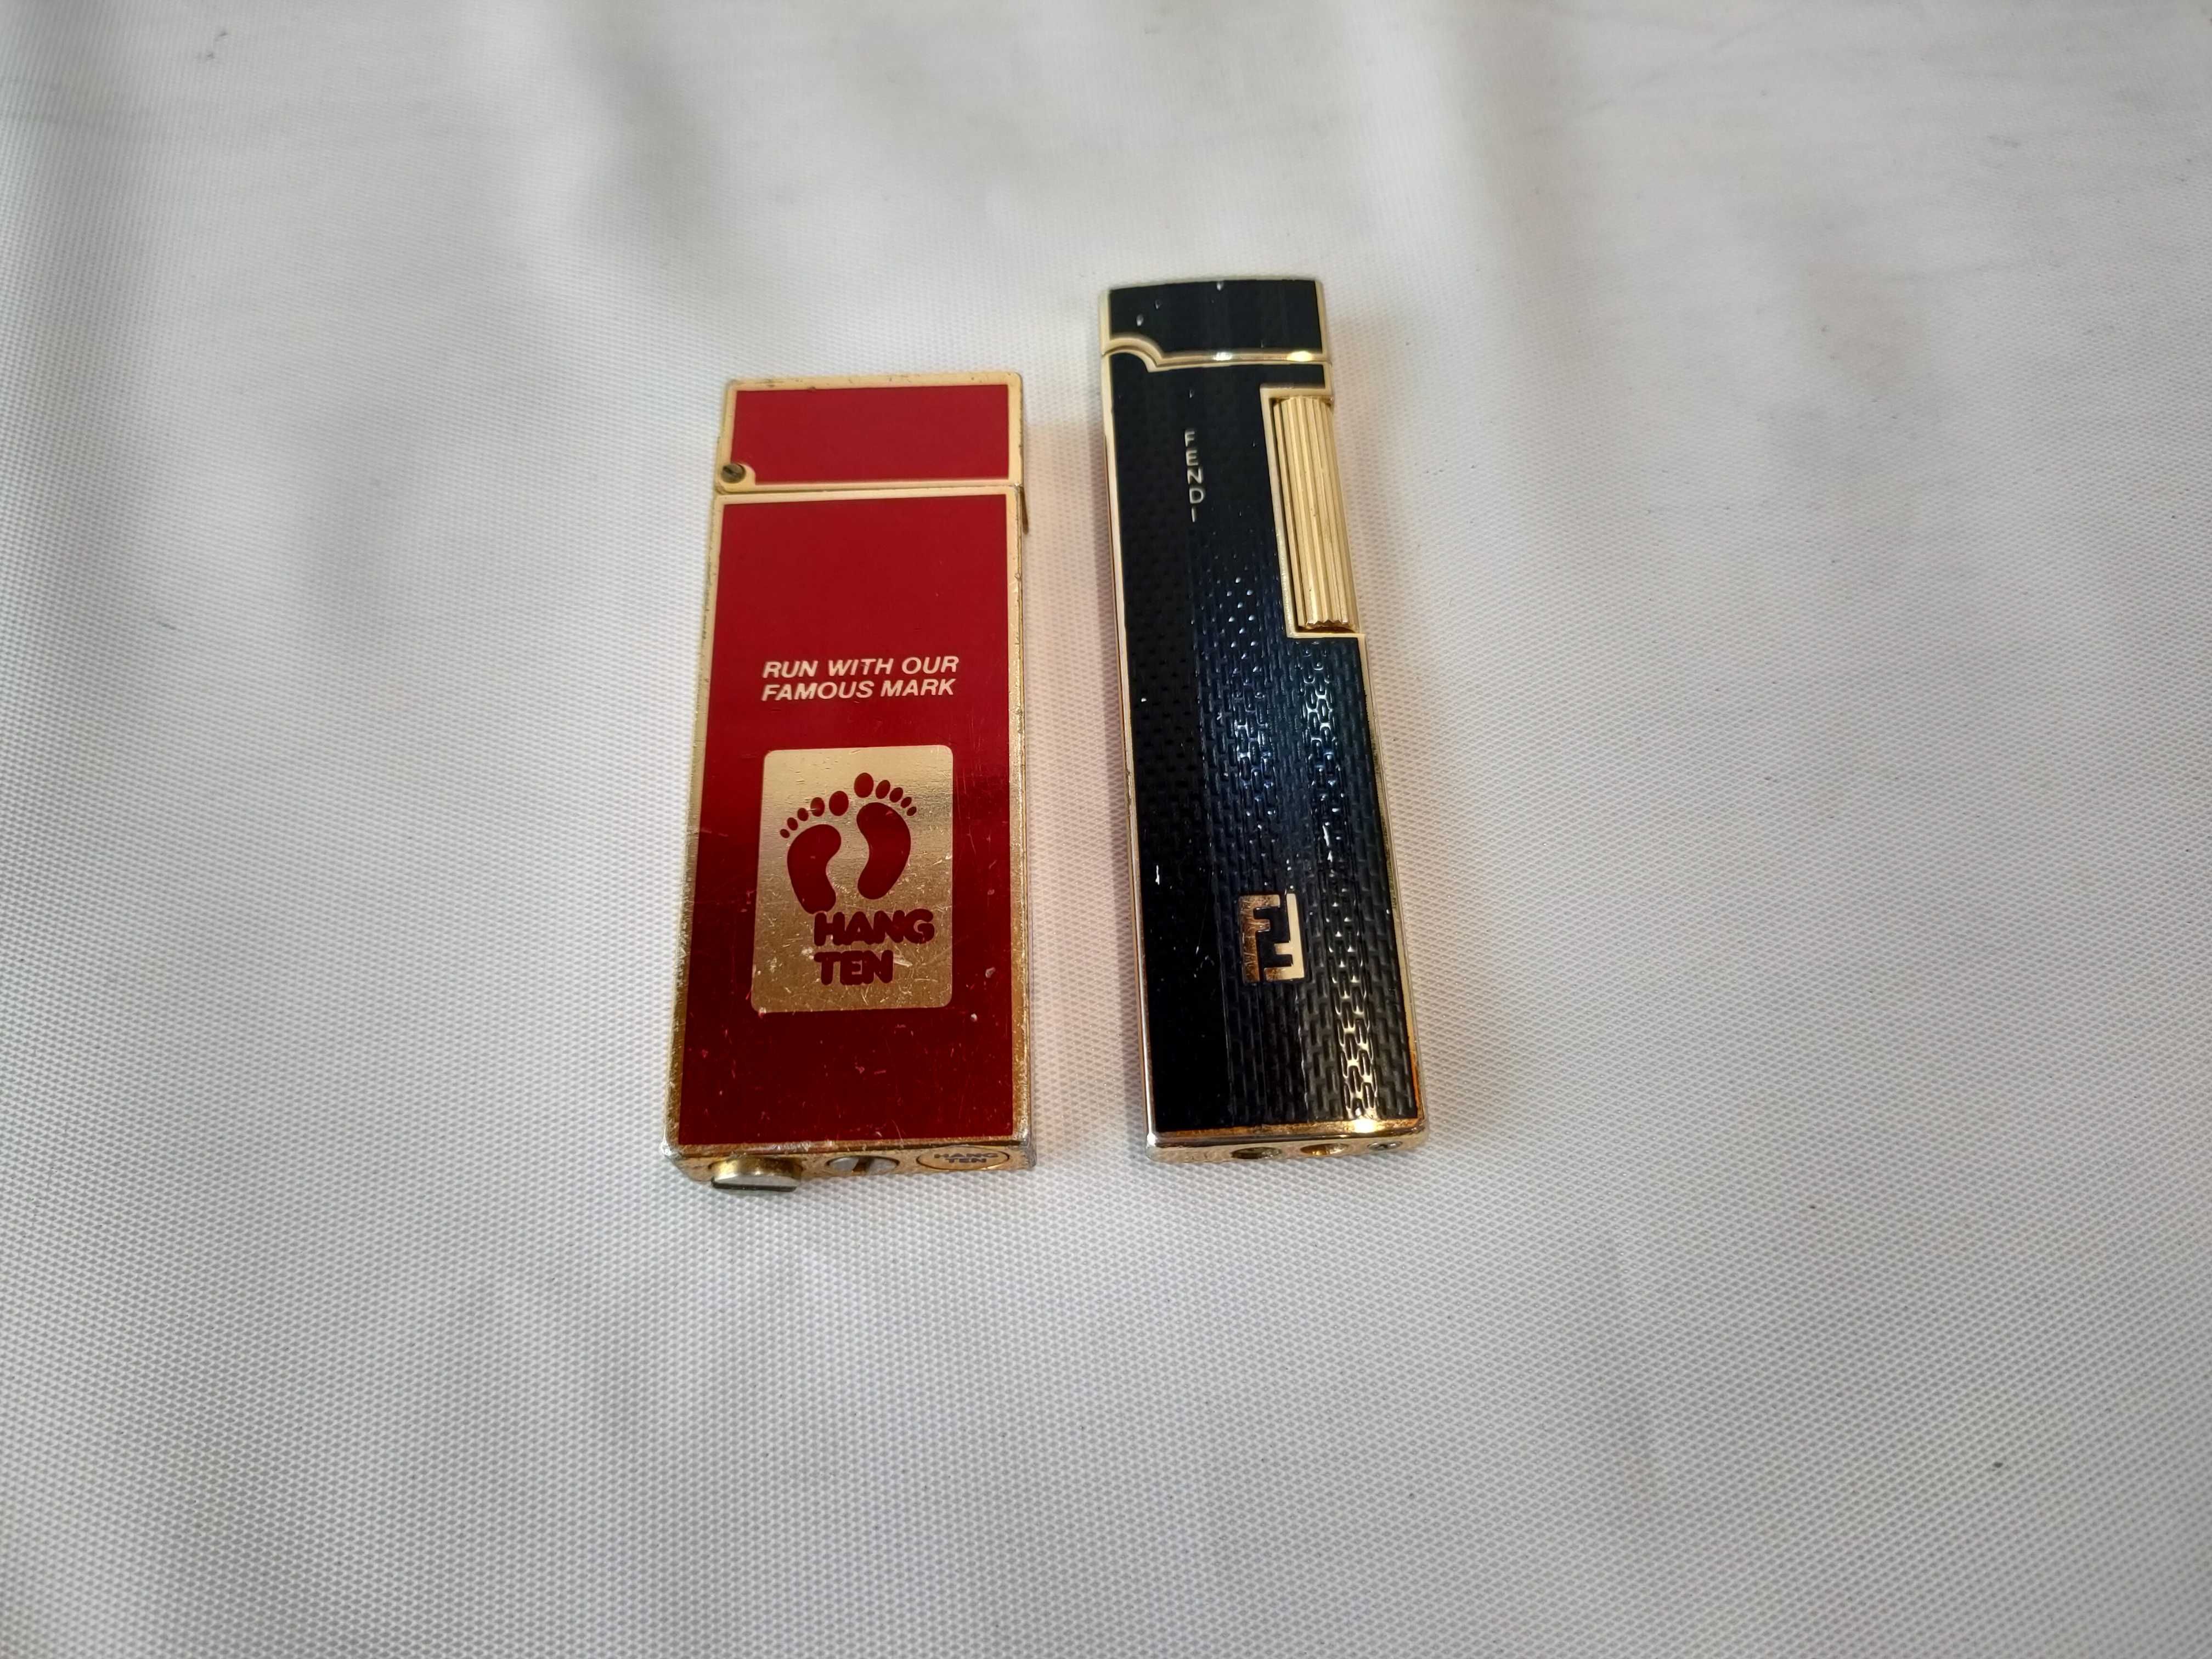 RUN WITH OUR
FAMOUS MARK
HANG
TEN
HANG
TEN
FENDI